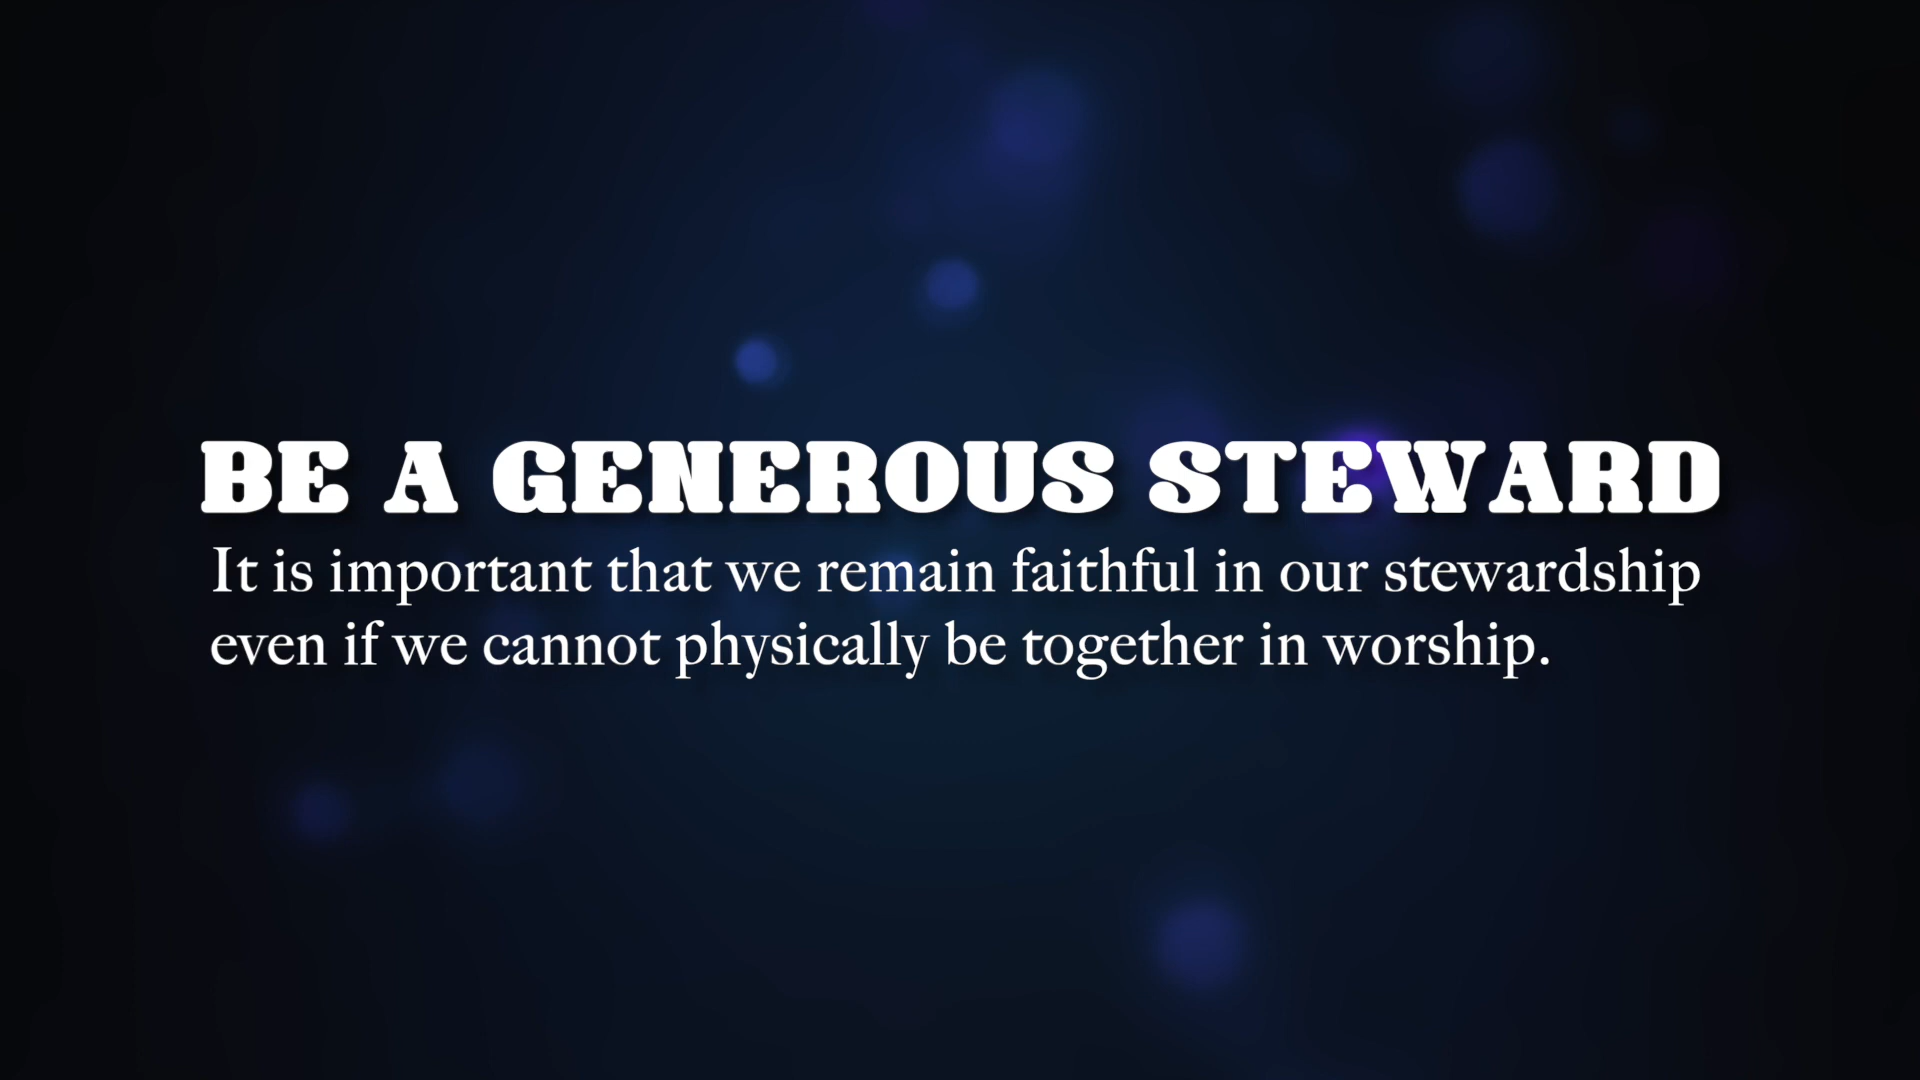 BE A GENEROUS STEWARD
It is important that we remain faithful in our stewardship
even if we cannot physically be together in worship.